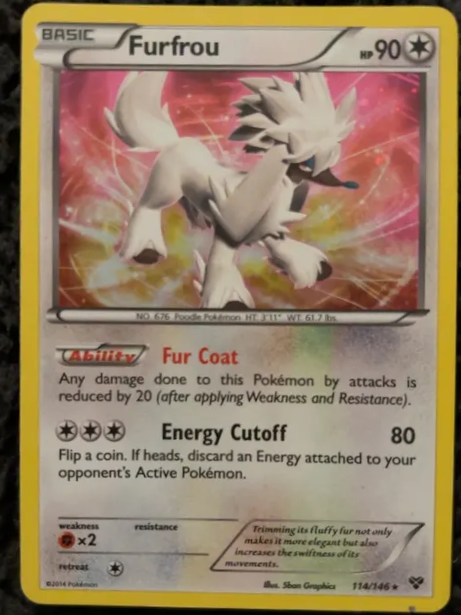 BASIC
Furfrou
HP 90
NO. 676 Poodle Pokémon HT: 3'11" WT: 61.7 lbs.
Ability Fur Coat
Any damage done to this Pokémon by attacks is
reduced by 20 (after applying Weakness and Resistance).
Energy Cutoff 80
Flip a coin. If heads, discard an Energy attached to your
opponent's Active Pokémon.
weakness resistance
×2
retreat
Trimming its fluffy fur not only
makes it more elegant but also
increases the swiftness of its
movements.
©2014 Pokémon
Illus. 5ban Graphics 114/146 ★